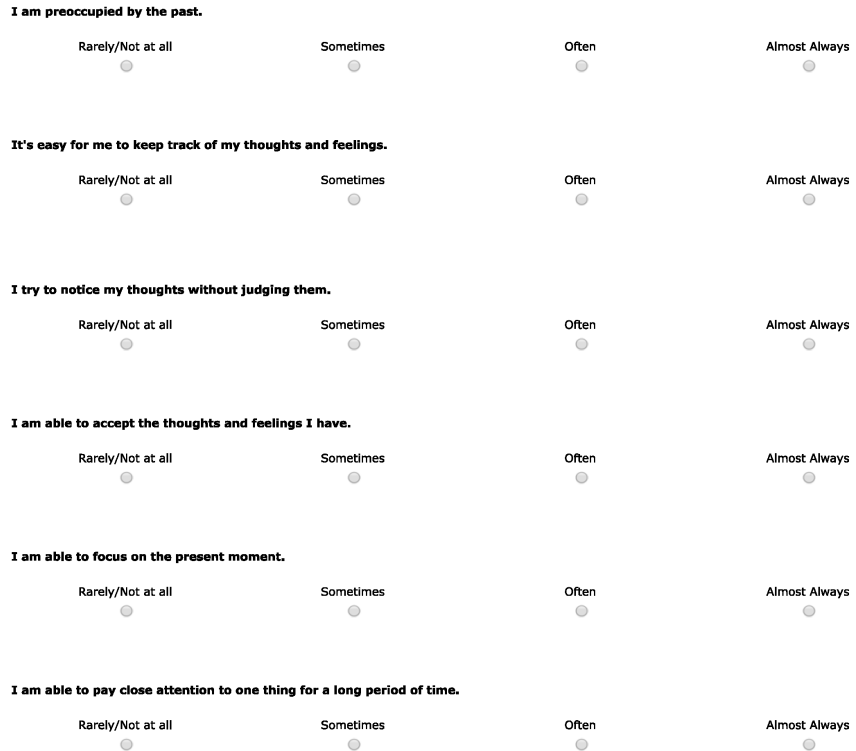 I am preoccupied by the past.
Rarely/Not at all Sometimes Often Almost Always
It's easy for me to keep track of my thoughts and feelings.
Rarely/Not at all Sometimes Often Almost Always
I try to notice my thoughts without judging them.
Rarely/Not at all Sometimes Often Almost Always
I am able to accept the thoughts and feelings I have.
Rarely/Not at all Sometimes Often Almost Always
I am able to focus on the present moment.
Rarely/Not at all Sometimes Often Almost Always
I am able to pay close attention to one thing for a long period of time.
Rarely/Not at all Sometimes Often Almost Always